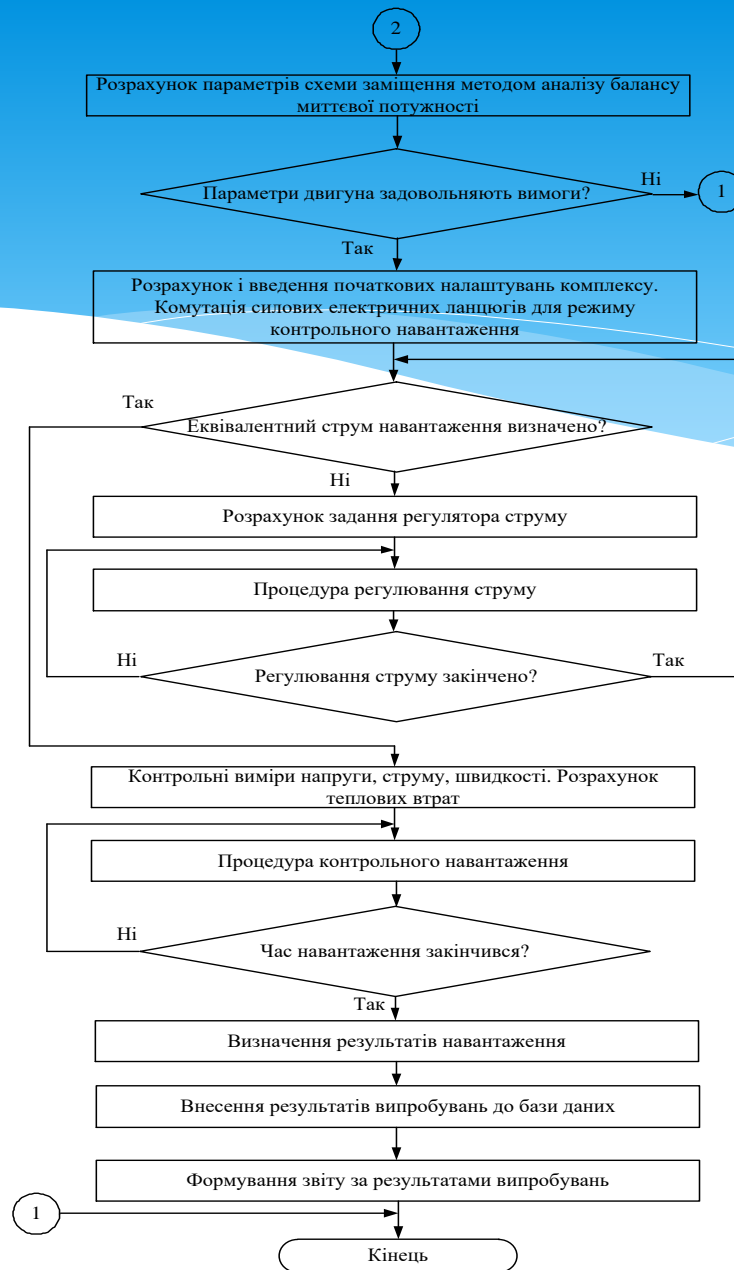 2
Розрахунок параметрів схеми заміщення методом аналізу балансу
миттєвої потужності
Параметри двигуна задовольняють вимоги?
Ні
1
Так
Розрахунок і введення початкових налаштувань комплексу.
Комутація силових електричних ланцюгів для режиму
контрольного навантаження
Так
Еквівалентний струм навантаження визначено?
Ні
Розрахунок задання регулятора струму
Процедура регулювання струму
Ні
Регулювання струму закінчено?
Так
Контрольні виміри напруги, струму, швидкості. Розрахунок
теплових втрат
Процедура контрольного навантаження
Ні
Час навантаження закінчився?
Так
Визначення результатів навантаження
Внесення результатів випробувань до бази даних
Формування звіту за результатами випробувань
1
Кінець